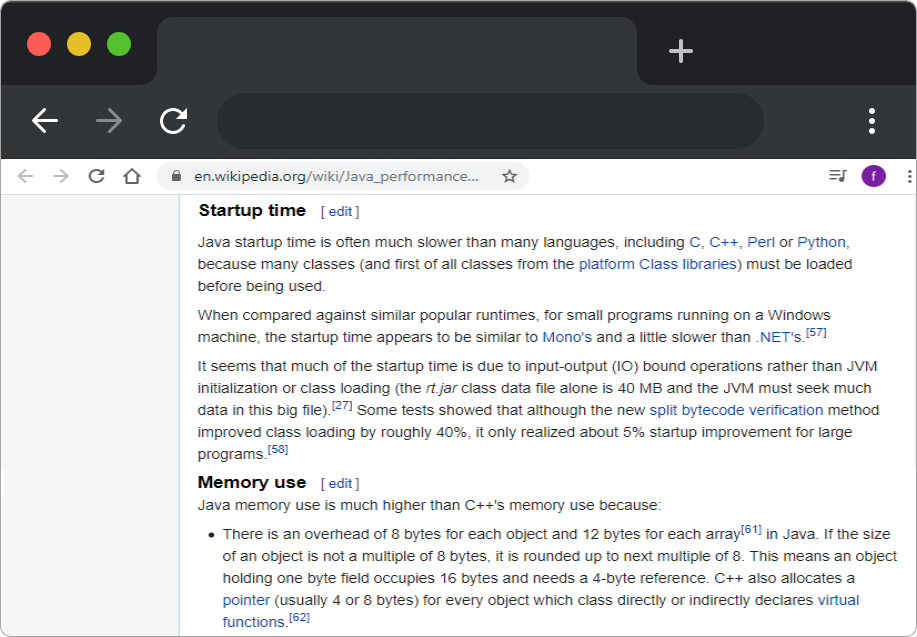 en.wikipedia.org/wiki/Java_performance...
f
Startup time [ edit ]
Java startup time is often much slower than many languages, including C, C++, Perl or Python,
because many classes (and first of all classes from the platform Class libraries) must be loaded
before being used.
When compared against similar popular runtimes, for small programs running on a Windows
machine, the startup time appears to be similar to Mono's and a little slower than .NET's.[57]
It seems that much of the startup time is due to input-output (IO) bound operations rather than JVM
initialization or class loading (the rt.jar class data file alone is 40 MB and the JVM must seek much
data in this big file).[27] Some tests showed that although the new split bytecode verification method
improved class loading by roughly 40%, it only realized about 5% startup improvement for large
programs.[58]
Memory use [ edit ]
Java memory use is much higher than C++'s memory use because:
• There is an overhead of 8 bytes for each object and 12 bytes for each array[61] in Java. If the size
of an object is not a multiple of 8 bytes, it is rounded up to next multiple of 8. This means an object
holding one byte field occupies 16 bytes and needs a 4-byte reference. C++ also allocates a
pointer (usually 4 or 8 bytes) for every object which class directly or indirectly declares virtual
functions.[62]